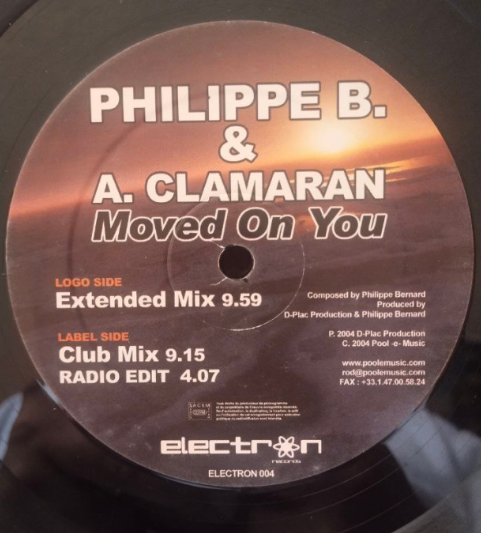 PHILIPPE B.
&
A. CLAMARAN
Moved On You
LOGO SIDE
Extended Mix 9.59
LABEL SIDE
Club Mix 9.15
RADIO EDIT 4.07
Composed by Philippe Bernard
Produced by
D-Plac Production & Philippe Bernard
P. 2004 D-Plac Production
C. 2004 Pool -e- Music
www.poolemusic.com
rod@poolemusic.com
FAX : +33.1.47.00.58.24
SACEM
electron
records
ELECTRON 004